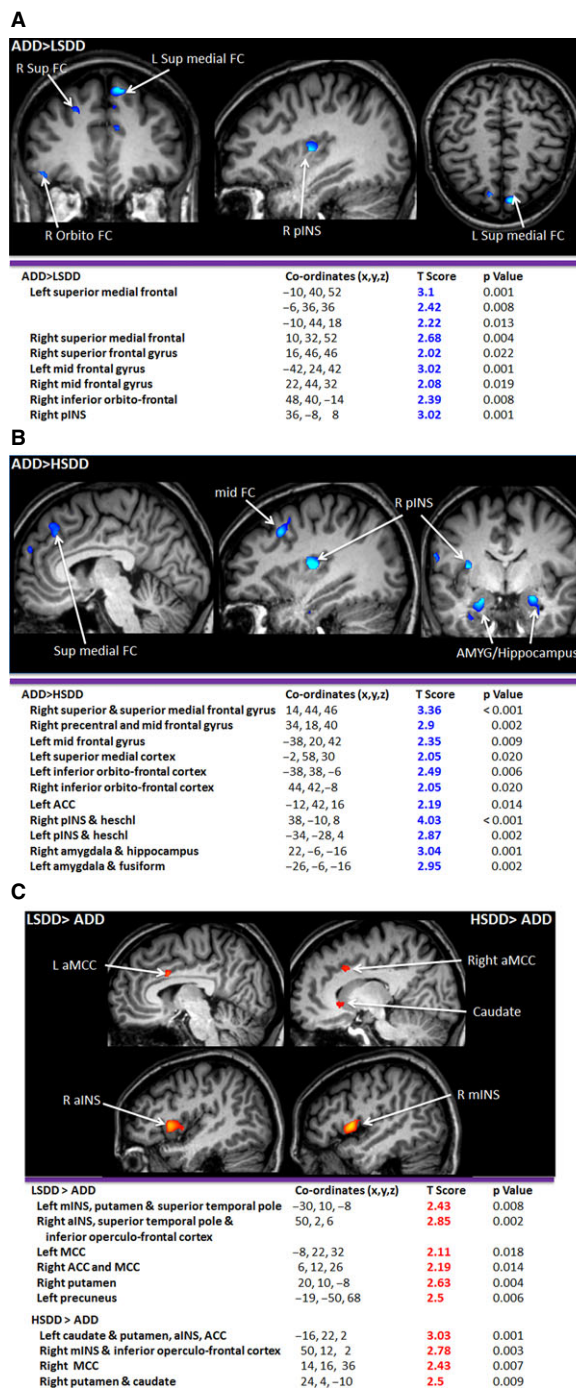 A
ADD>LSDD
R Sup FC
L Sup medial FC
R Orbito FC
R pINS
L Sup medial FC
ADD>LSDD Co-ordinates (x,y,z) T Score p Value
Left superior medial frontal −10, 40, 52 3.1 0.001
−6, 36, 36 2.42 0.008
−10, 44, 18 2.22 0.013
Right superior medial frontal 10, 32, 52 2.68 0.004
Right superior frontal gyrus 16, 46, 46 2.02 0.022
Left mid frontal gyrus −42, 24, 42 3.02 0.001
Right mid frontal gyrus 22, 44, 32 2.08 0.019
Right inferior orbito-frontal 48, 40, −14 2.39 0.008
Right pINS 36, −8, 8 3.02 0.001
B
ADD>HSDD
mid FC
R pINS
Sup medial FC
AMYG/Hippocampus
ADD>HSDD Co-ordinates (x,y,z) T Score p Value
Right superior & superior medial frontal gyrus 14, 44, 46 3.36 < 0.001
Right precentral and mid frontal gyrus 34, 18, 40 2.9 0.002
Left mid frontal gyrus −38, 20, 42 2.35 0.009
Left superior medial cortex −2, 58, 30 2.05 0.020
Left inferior orbito-frontal cortex −38, 38, −6 2.49 0.006
Right inferior orbito-frontal cortex 44, 42,−8 2.05 0.020
Left ACC −12, 42, 16 2.19 0.014
Right pINS & heschl 38, −10, 8 4.03 < 0.001
Left pINS & heschl −34, −28, 4 2.87 0.002
Right amygdala & hippocampus 22, −6, −16 3.04 0.001
Left amygdala & fusiform −26, −6, −16 2.95 0.002
C
LSDD> ADD HSDD> ADD
L aMCC
Right aMCC
Caudate
R aINS
R mINS
LSDD > ADD Co-ordinates (x,y,z) T Score p Value
Left mINS, putamen & superior temporal pole −30, 10, −8 2.43 0.008
Right aINS, superior temporal pole & 50, 2, 6 2.85 0.002
inferior operculo-frontal cortex
Left MCC −8, 22, 32 2.11 0.018
Right ACC and MCC 6, 12, 26 2.19 0.014
Right putamen 20, 10, −8 2.63 0.004
Left precuneus −19, −50, 68 2.5 0.006
HSDD > ADD
Left caudate & putamen, aINS, ACC −16, 22, 2 3.03 0.001
Right mINS & inferior operculo-frontal cortex 50, 12, 2 2.78 0.003
Right MCC 14, 16, 36 2.43 0.007
Right putamen & caudate 24, 4, −10 2.5 0.009